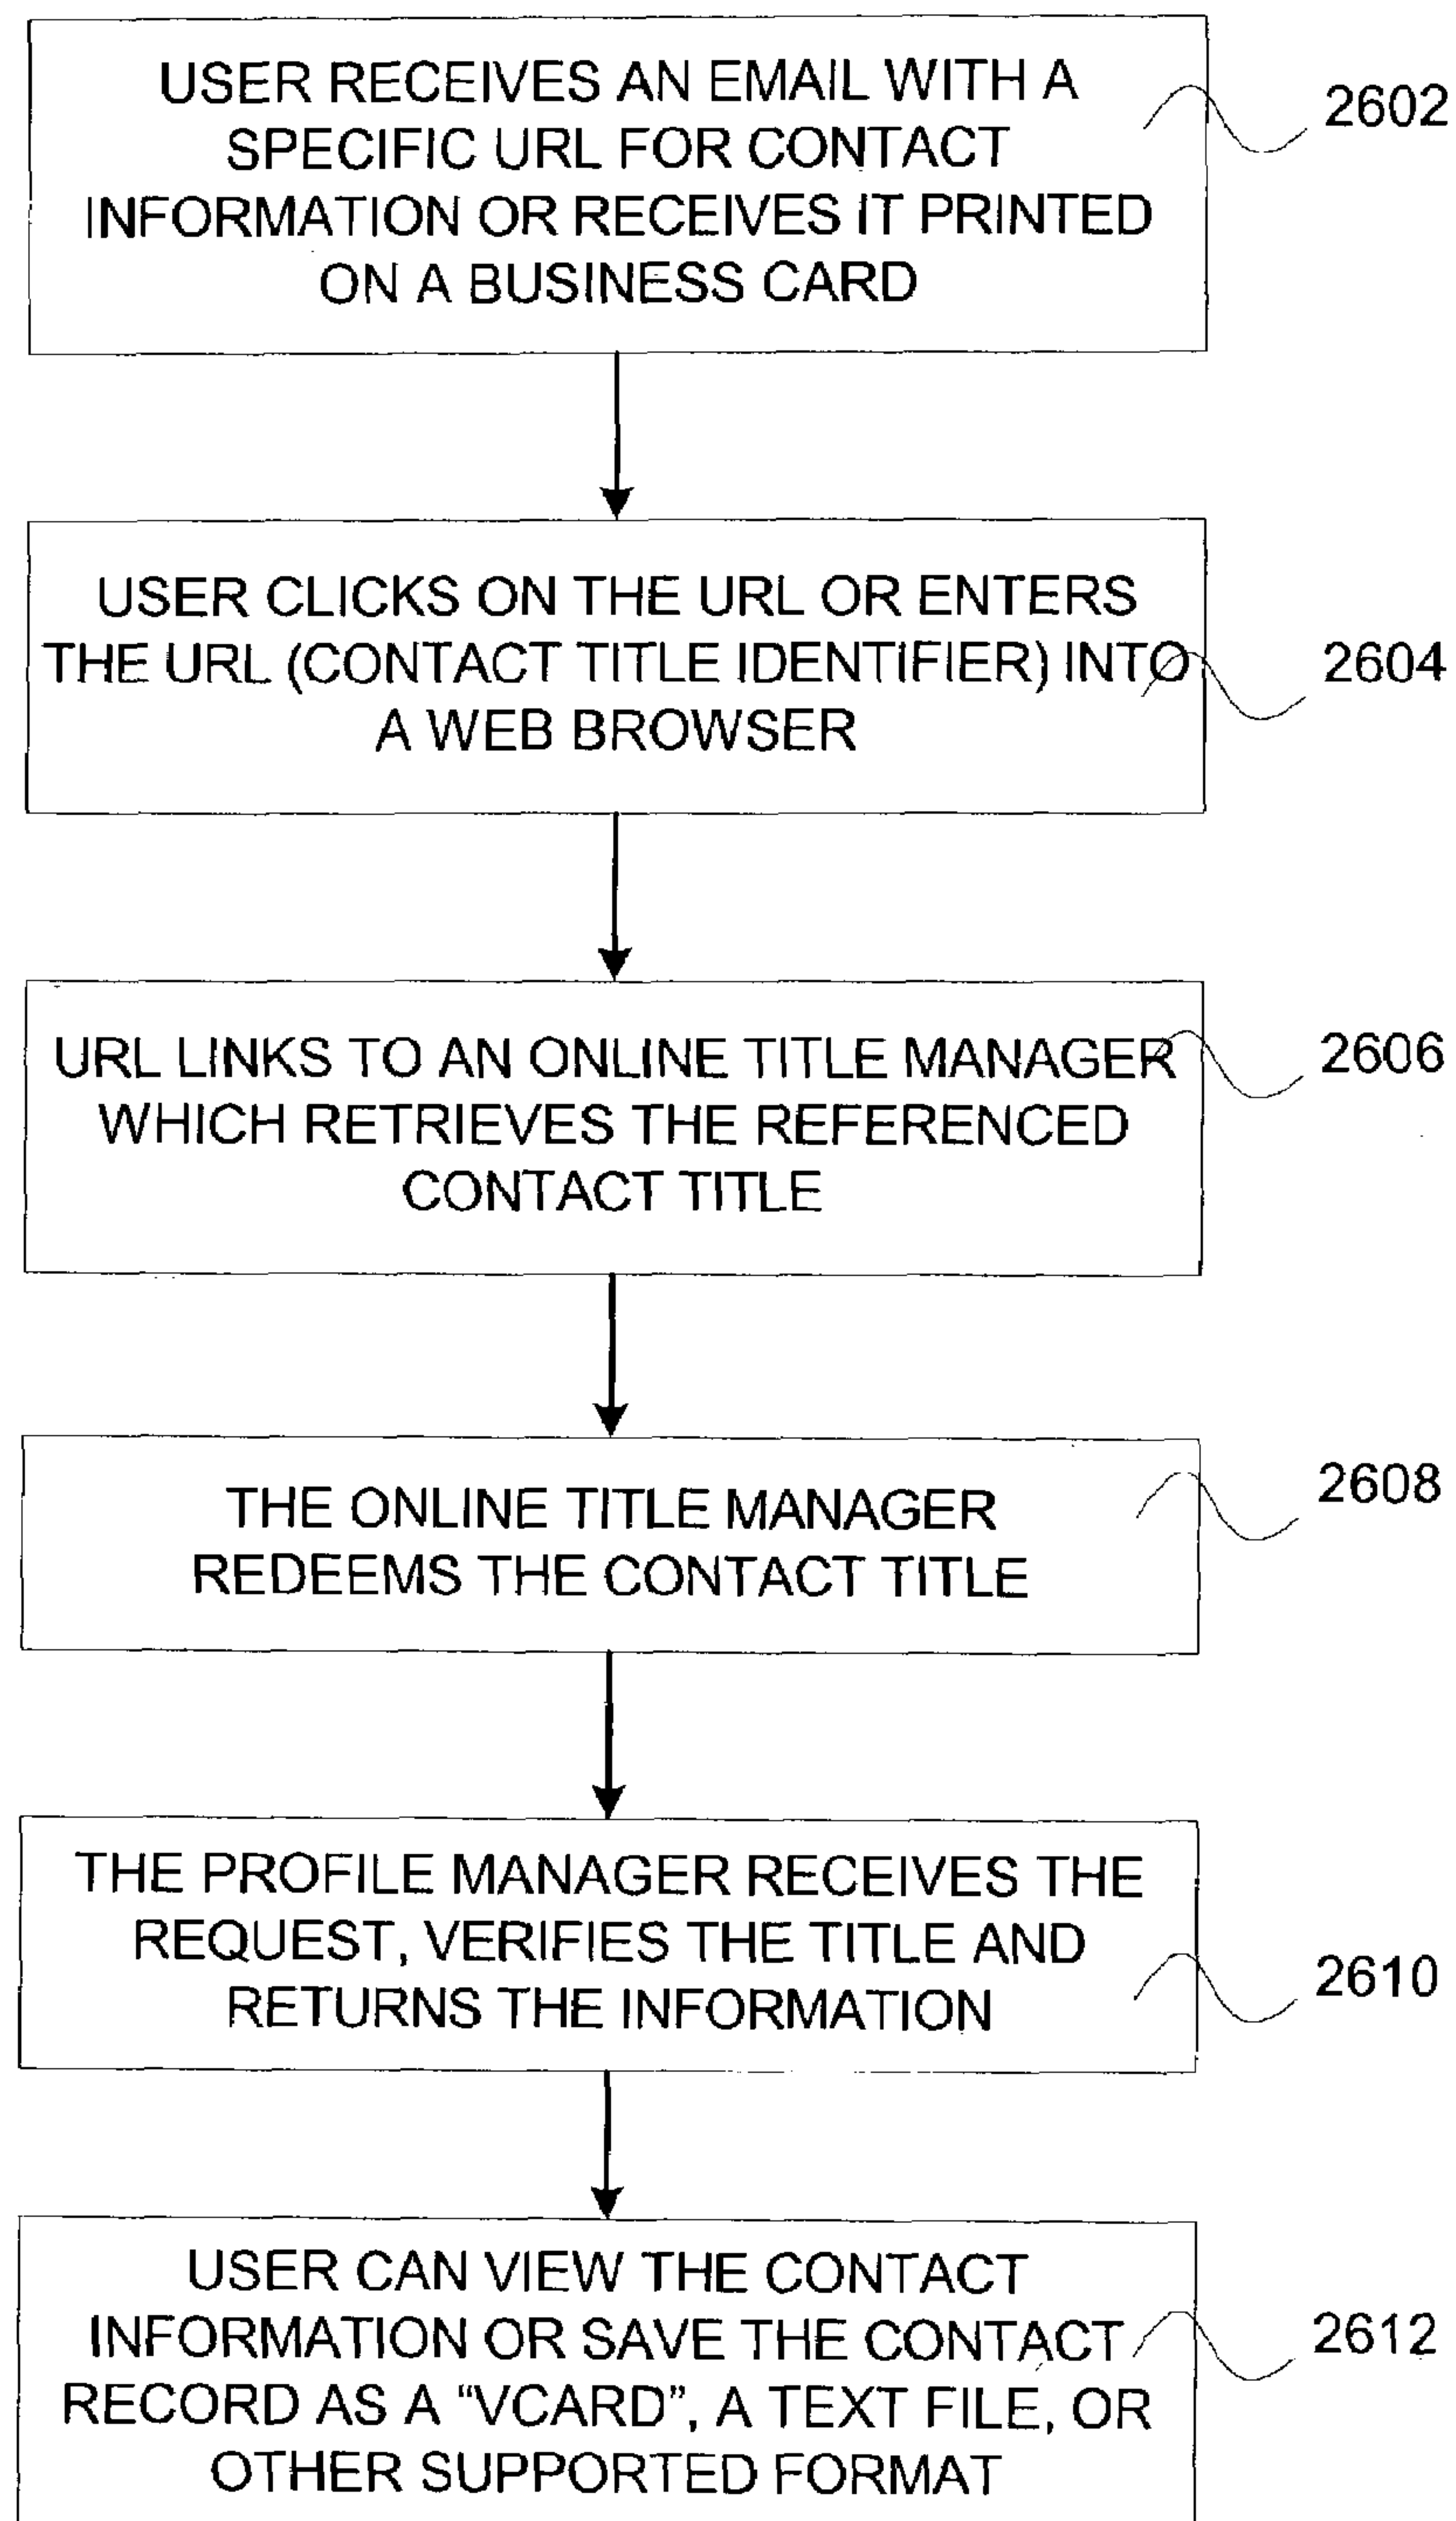 USER RECEIVES AN EMAIL WITH A
SPECIFIC URL FOR CONTACT
INFORMATION OR RECEIVES IT PRINTED
ON A BUSINESS CARD
2602
USER CLICKS ON THE URL OR ENTERS
THE URL (CONTACT TITLE IDENTIFIER) INTO
A WEB BROWSER
2604
URL LINKS TO AN ONLINE TITLE MANAGER
WHICH RETRIEVES THE REFERENCED
CONTACT TITLE
2606
THE ONLINE TITLE MANAGER
REDEEMS THE CONTACT TITLE
2608
THE PROFILE MANAGER RECEIVES THE
REQUEST, VERIFIES THE TITLE AND
RETURNS THE INFORMATION
2610
USER CAN VIEW THE CONTACT
INFORMATION OR SAVE THE CONTACT
RECORD AS A “VCARD”, A TEXT FILE, OR
OTHER SUPPORTED FORMAT
2612